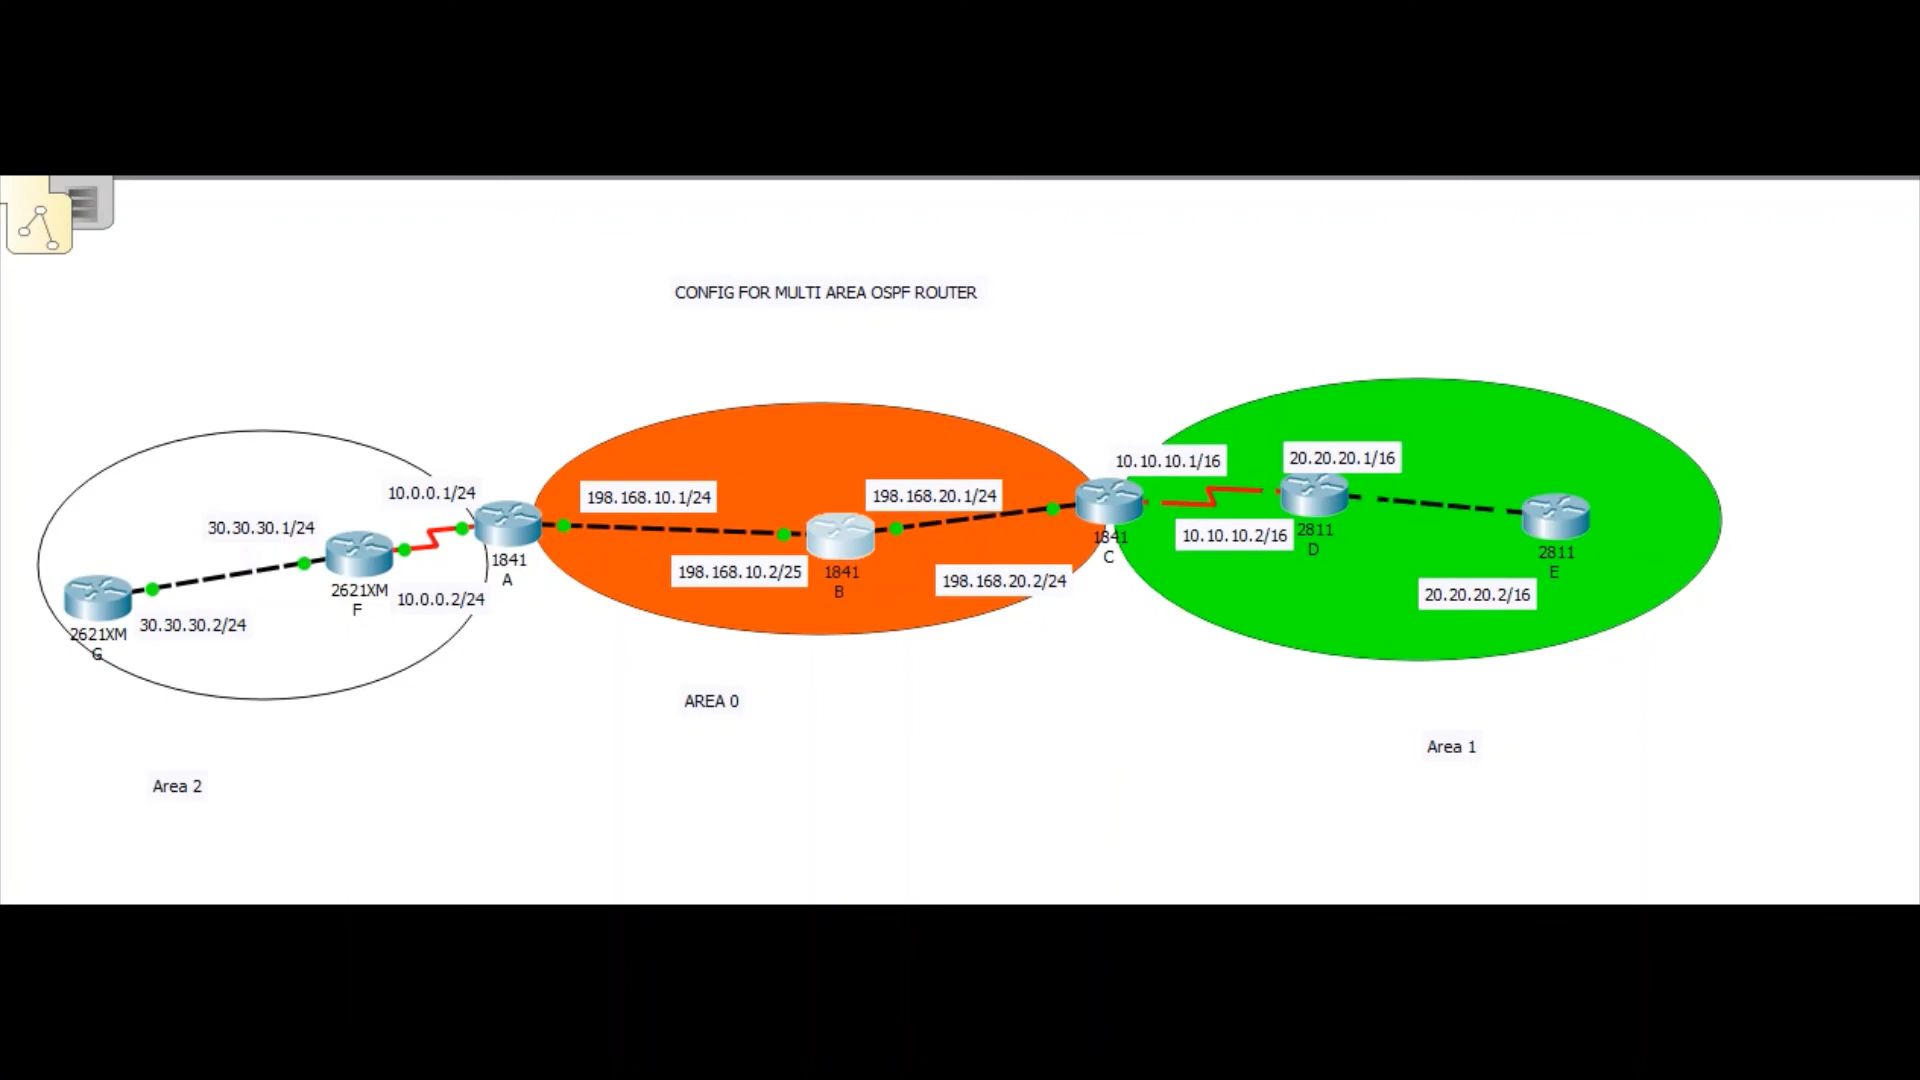 CONFIG FOR MULTI AREA OSPF ROUTER
10.0.0.1/24
30.30.30.1/24
2621XM
G
30.30.30.2/24
2621XM
F
10.0.0.2/24
1841
A
198.168.10.1/24
198.168.10.2/25
1841
B
198.168.20.1/24
198.168.20.2/24
1841
C
10.10.10.1/16
10.10.10.2/16
20.20.20.1/16
2811
D
2811
E
20.20.20.2/16
AREA 0
Area 1
Area 2